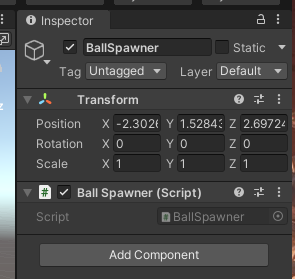 Inspector
BallSpawner Static
Tag Untagged Layer Default
Transform
Position X -2.3026 Y 1.5284 Z 2.69724
Rotation X 0 Y 0 Z 0
Scale X 1 Y 1 Z 1
# Ball Spawner (Script)
Script # BallSpawner
Add Component